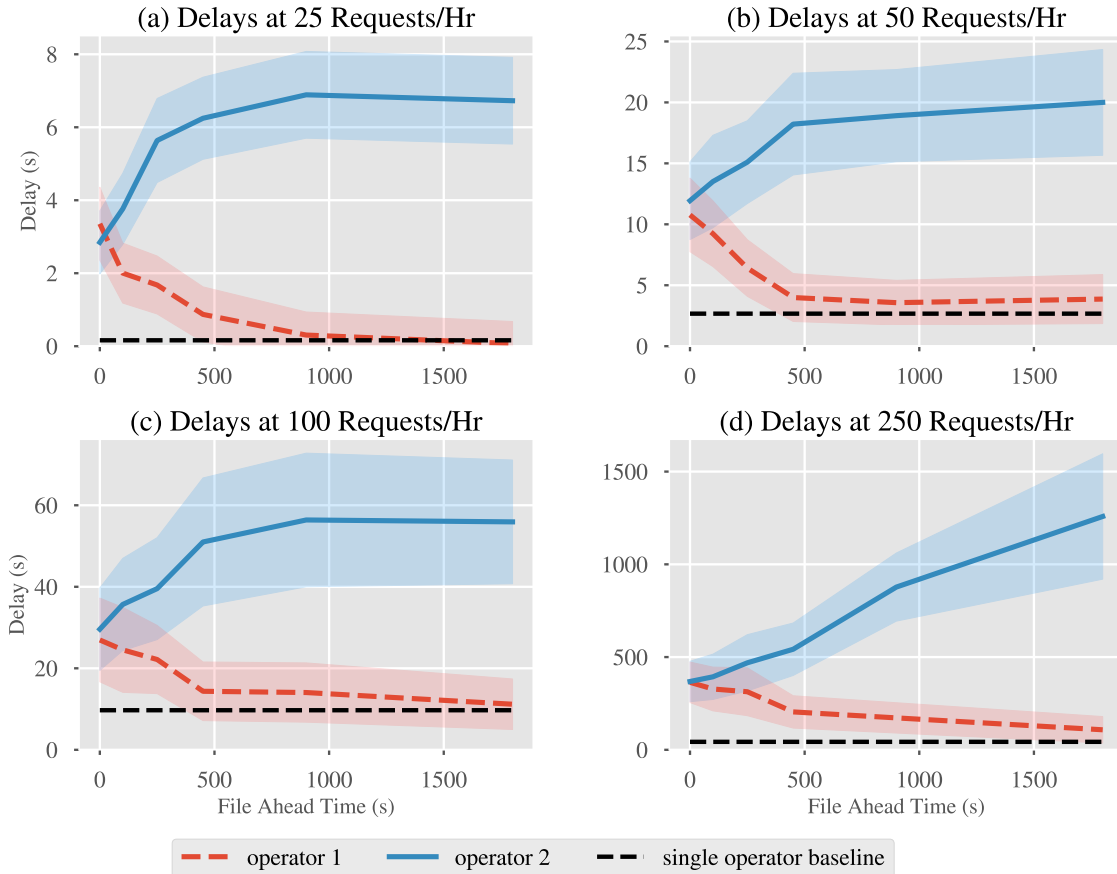 (a) Delays at 25 Requests/Hr
(b) Delays at 50 Requests/Hr
Delay (s)
8
6
4
2
0
0 500 1000 1500
25
20
15
10
5
0
0 500 1000 1500
(c) Delays at 100 Requests/Hr
(d) Delays at 250 Requests/Hr
Delay (s)
60
40
20
0
0 500 1000 1500
File Ahead Time (s)
1500
1000
500
0
0 500 1000 1500
File Ahead Time (s)
operator 1 operator 2 single operator baseline